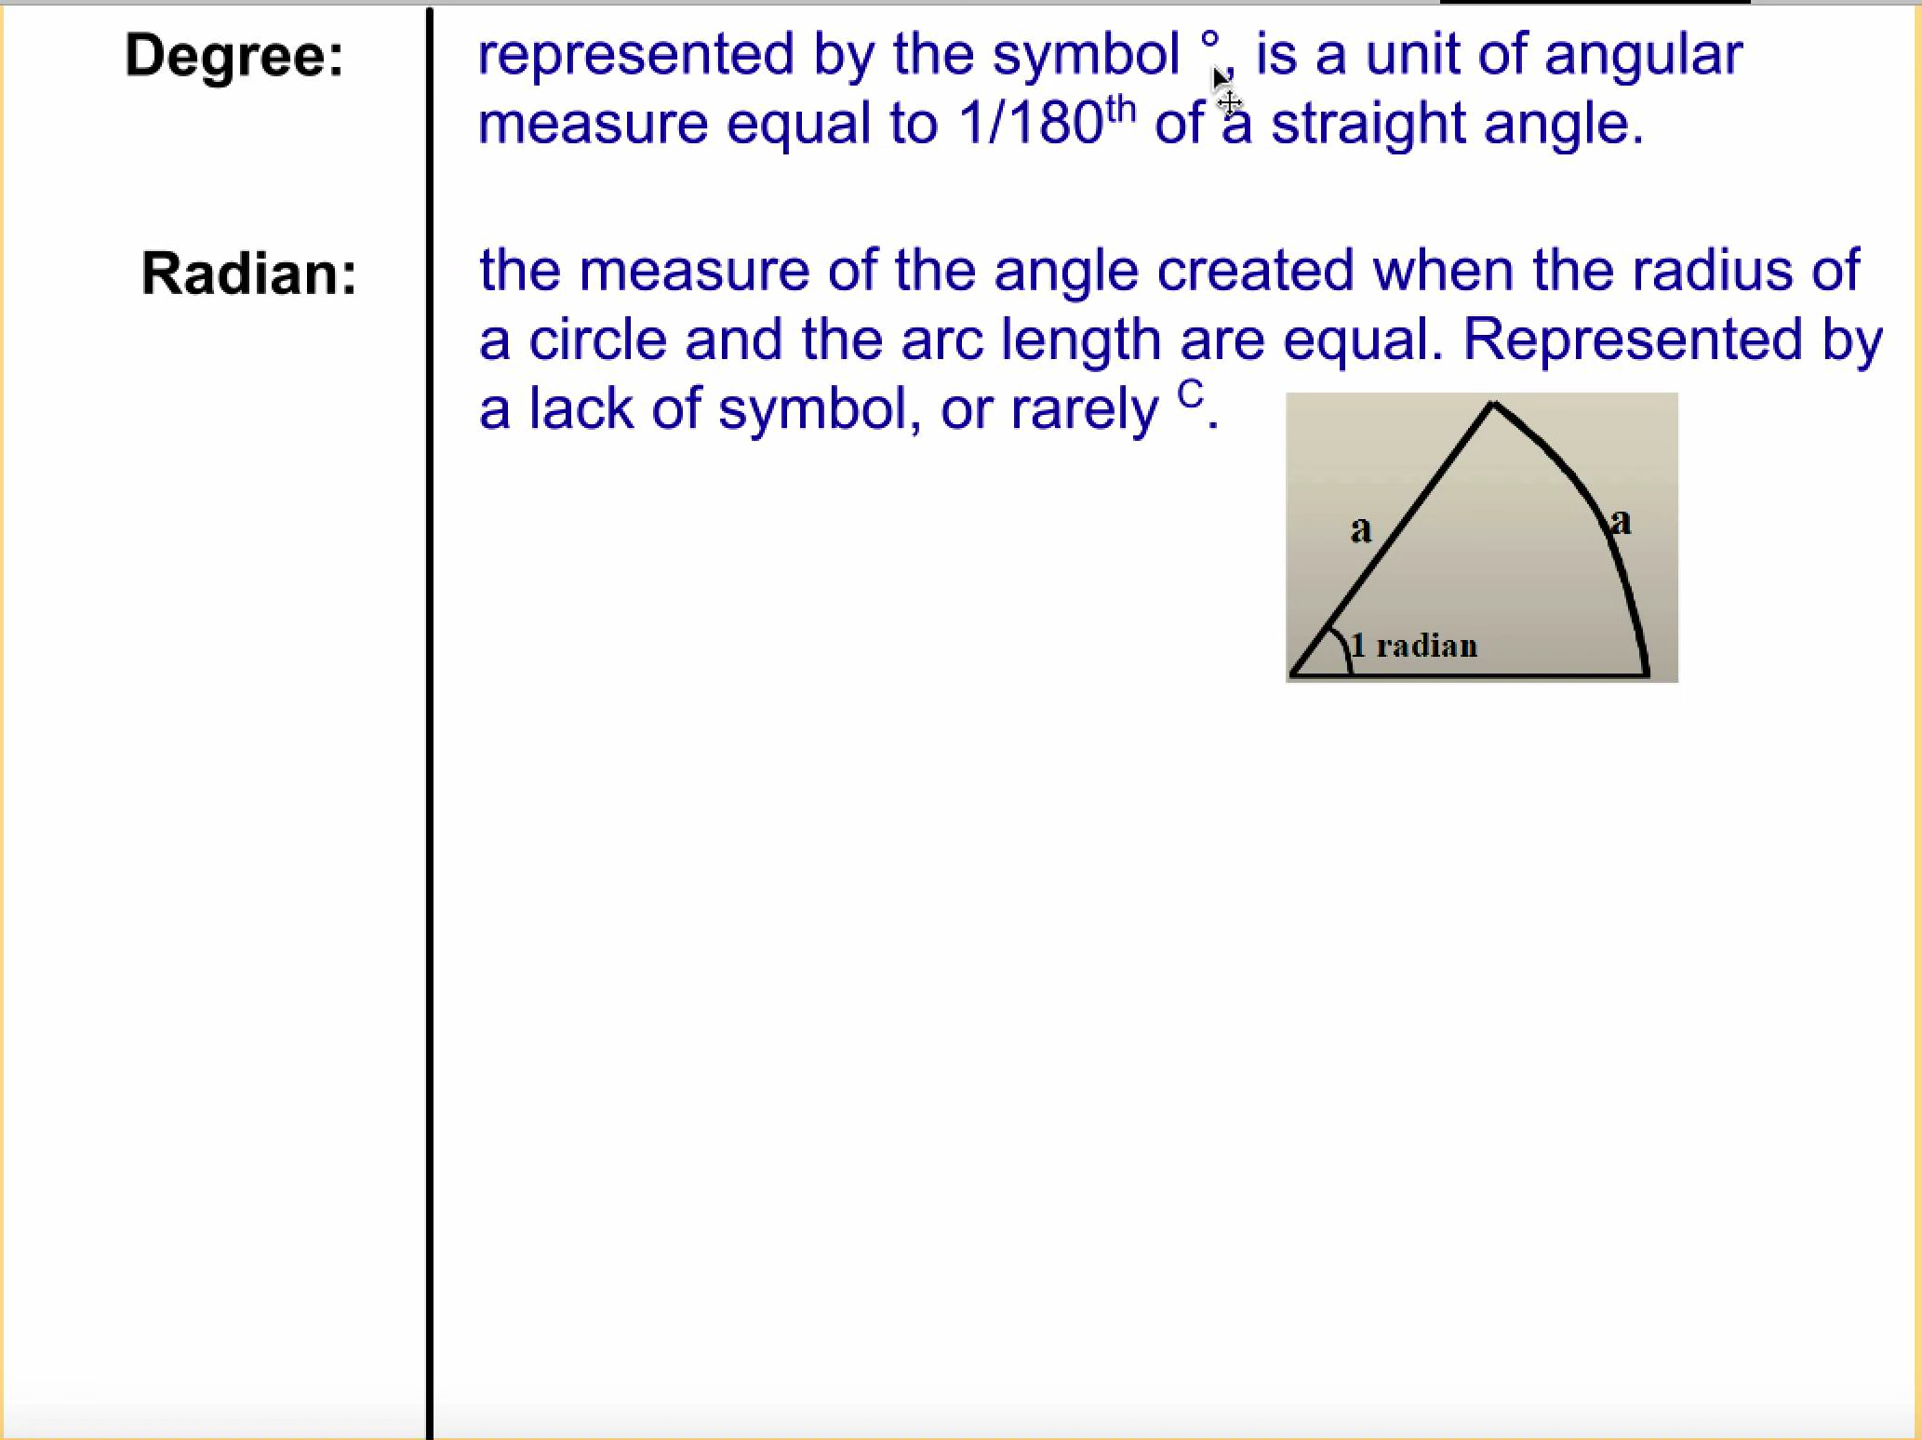 Degree:
represented by the symbol °, is a unit of angular
measure equal to 1/180th of a straight angle.
Radian:
the measure of the angle created when the radius of
a circle and the arc length are equal. Represented by
a lack of symbol, or rarely C.
a
a
1 radian